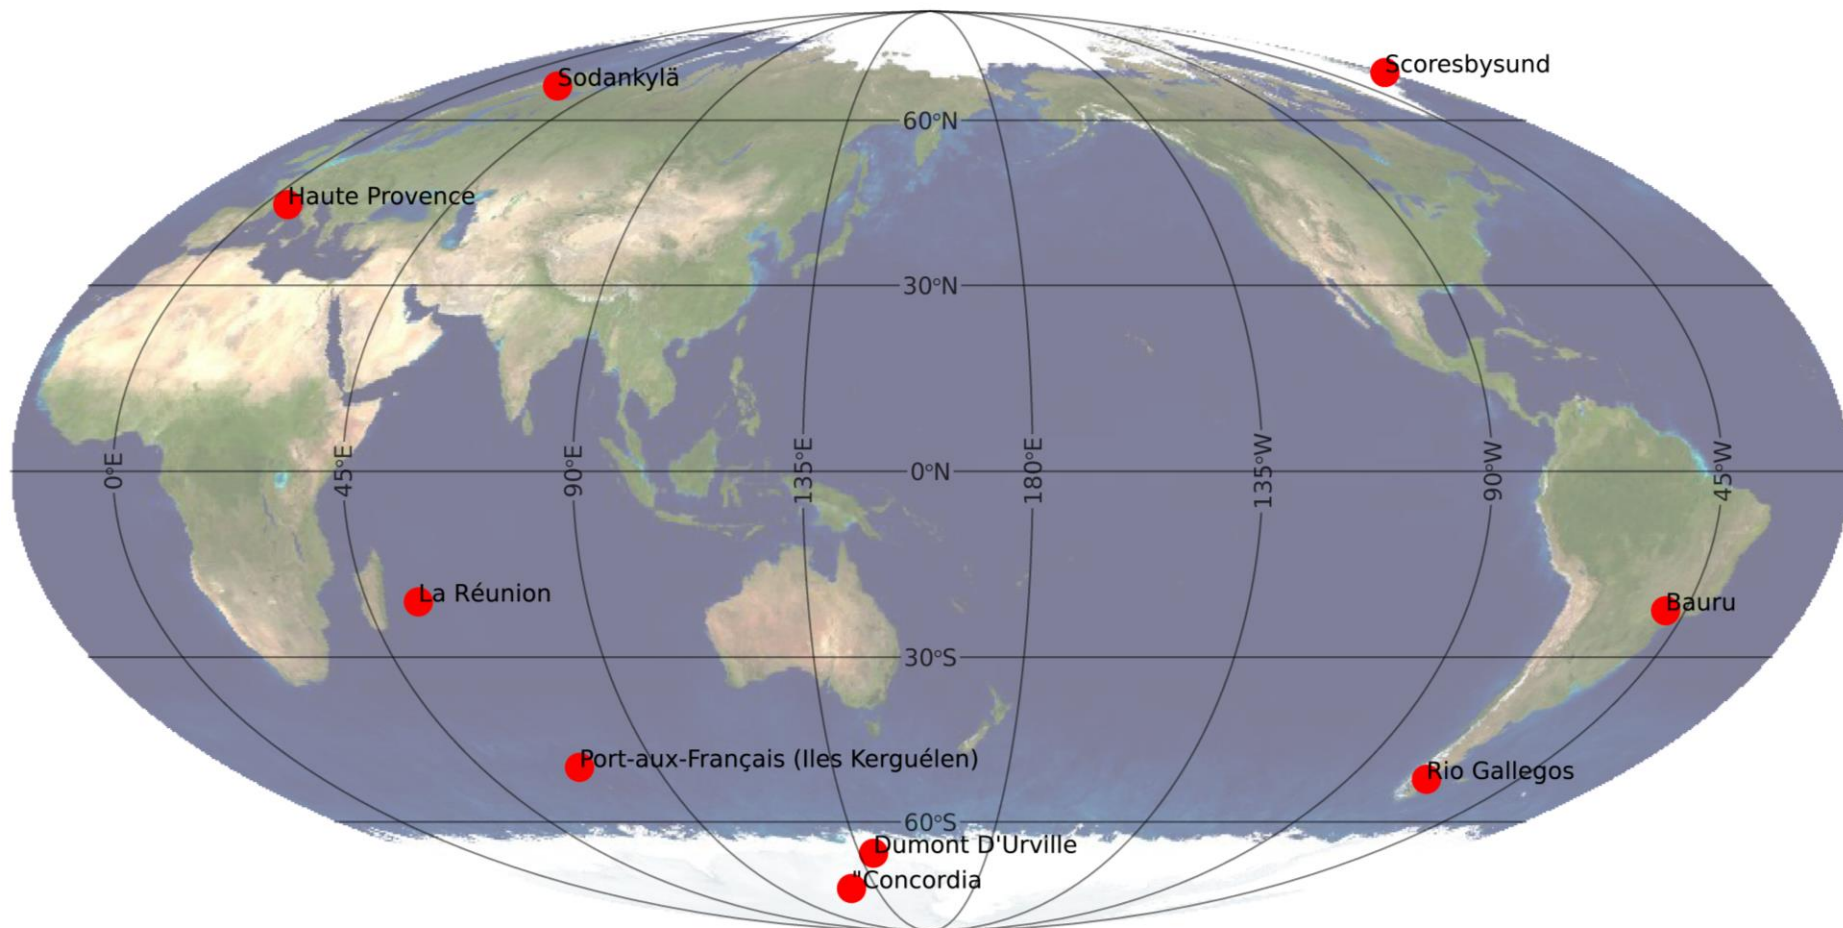 Scoresbysund
Sodankylä
60°N
Haute Provence
30°N
0°E
45°E
90°E
135°E
0°N
180°E
135°W
90°W
45°W
La Réunion
Bauru
30°S
Port-aux-Français (Iles Kerguélen)
Rio Gallegos
60°S
Dumont D'Urville
"Concordia